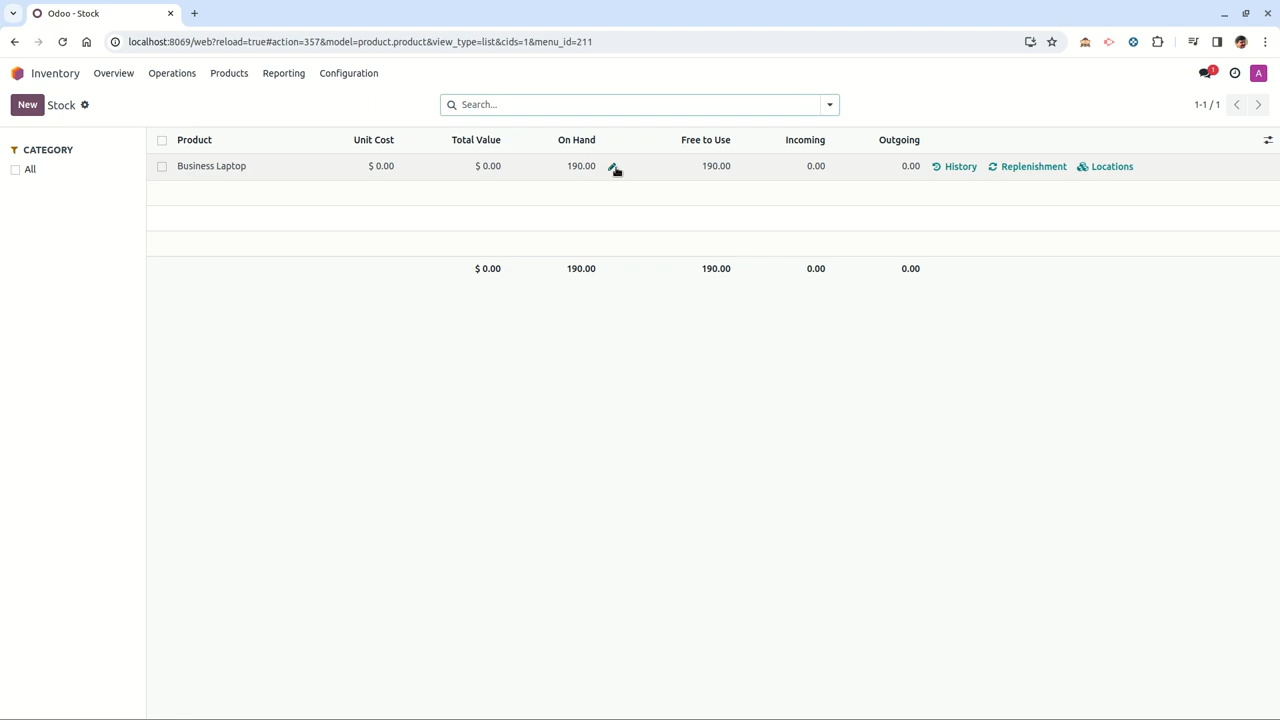 Odoo - Stock
localhost:8069/web?reload=true#action=357&model=product.product&view_type=list&cids=1&menu_id=211
Inventory Overview Operations Products Reporting Configuration 1 A
New Stock Search... 1-1 / 1
CATEGORY
All
Product Unit Cost Total Value On Hand Free to Use Incoming Outgoing
Business Laptop $ 0.00 $ 0.00 190.00 190.00 0.00 0.00 History Replenishment Locations
$ 0.00 190.00 190.00 0.00 0.00